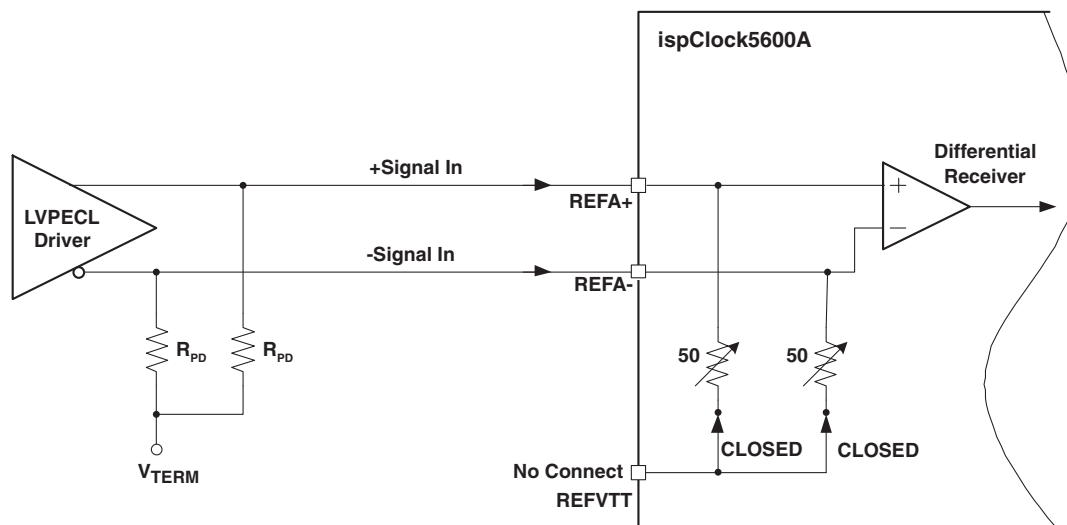 ispClock5600A
+Signal In
REFA+
Differential
Receiver
+
LVPECL
Driver
-Signal In
REFA-
−
R_PD
R_PD
50
50
CLOSED
CLOSED
V_TERM
No Connect
REFVTT